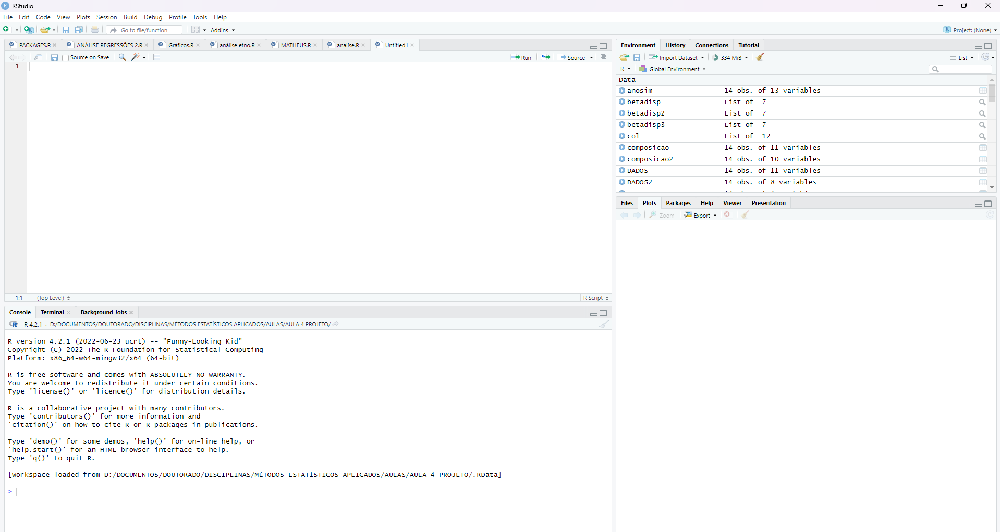 RStudio
File Edit Code View Plots Session Build Debug Profile Tools Help
Go to file/function Addins Project: (None)
PACKAGES.R ANÁLISE REGRESSÕES 2.R Gráficos.R análise etno.R MATHEUS.R analise.R Untitled1
Source on Save Run Source
1
1:1 (Top Level) R Script
Console Terminal Background Jobs
R 4.2.1 · D:/DOCUMENTOS/DOUTORADO/DISCIPLINAS/MÉTODOS ESTATÍSTICOS APLICADOS/AULAS/AULA 4 PROJETO/
R version 4.2.1 (2022-06-23 ucrt) -- "Funny-Looking Kid"
Copyright (C) 2022 The R Foundation for Statistical Computing
Platform: x86_64-w64-mingw32/x64 (64-bit)
R is free software and comes with ABSOLUTELY NO WARRANTY.
You are welcome to redistribute it under certain conditions.
Type 'license()' or 'licence()' for distribution details.
R is a collaborative project with many contributors.
Type 'contributors()' for more information and
'citation()' on how to cite R or R packages in publications.
Type 'demo()' for some demos, 'help()' for on-line help, or
'help.start()' for an HTML browser interface to help.
Type 'q()' to quit R.
[Workspace loaded from D:/DOCUMENTOS/DOUTORADO/DISCIPLINAS/MÉTODOS ESTATÍSTICOS APLICADOS/AULAS/AULA 4 PROJETO/.RData]
>
Environment History Connections Tutorial
Import Dataset 334 MiB List
R Global Environment
Data
anosim 14 obs. of 13 variables
betadisp List of 7
betadisp2 List of 7
betadisp3 List of 7
col List of 12
composicao 14 obs. of 11 variables
composicao2 14 obs. of 10 variables
DADOS 14 obs. of 11 variables
DADOS2 14 obs. of 8 variables
Files Plots Packages Help Viewer Presentation
Zoom Export